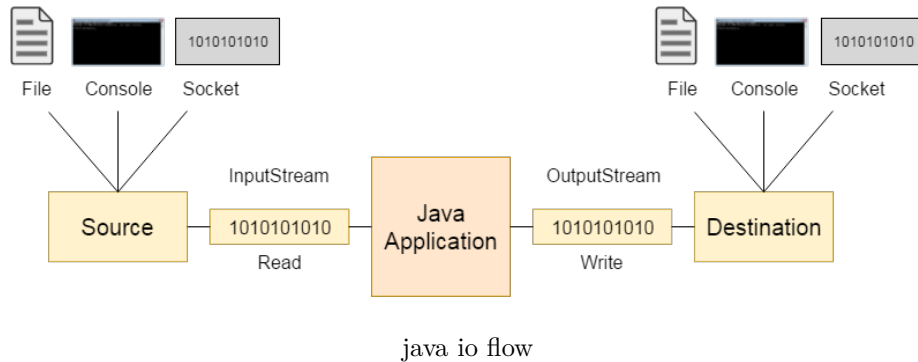 1010101010
1010101010
File Console Socket
File Console Socket
InputStream
OutputStream
Source
1010101010
Java
Application
1010101010
Destination
Read
Write
java io flow